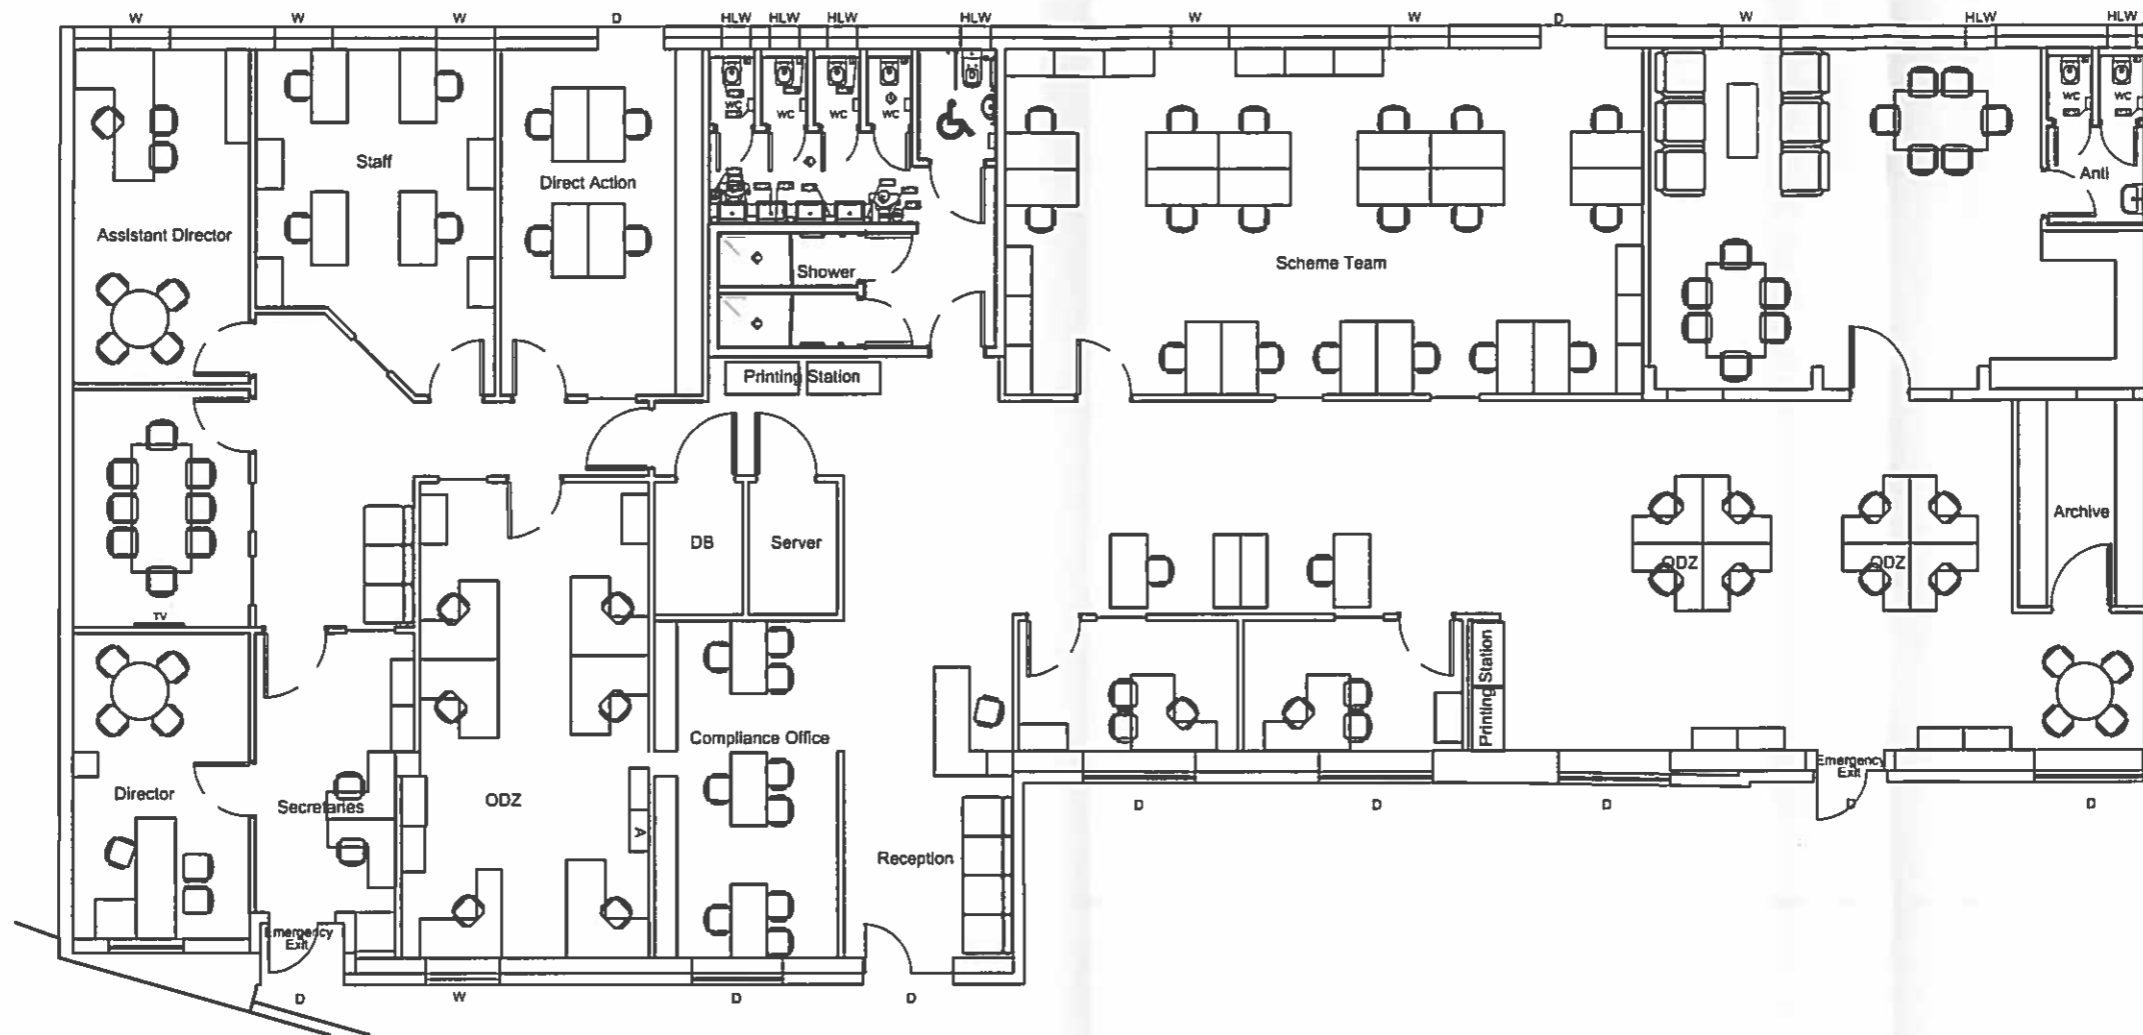 W W W D HLW HLW HLW HLW W W D W HLW HLW
WC WC WC WC WC WC
Staff
Direct Action
Anti
Assistant Director
Shower
Scheme Team
Printing Station
DB
Server
Archive
ODZ
ODZ
TV
Printing Station
Compliance Office
Emergency
Exit
Director
Secretaries
ODZ
A
D D D D D
Reception
Emergency
Exit
D W D D